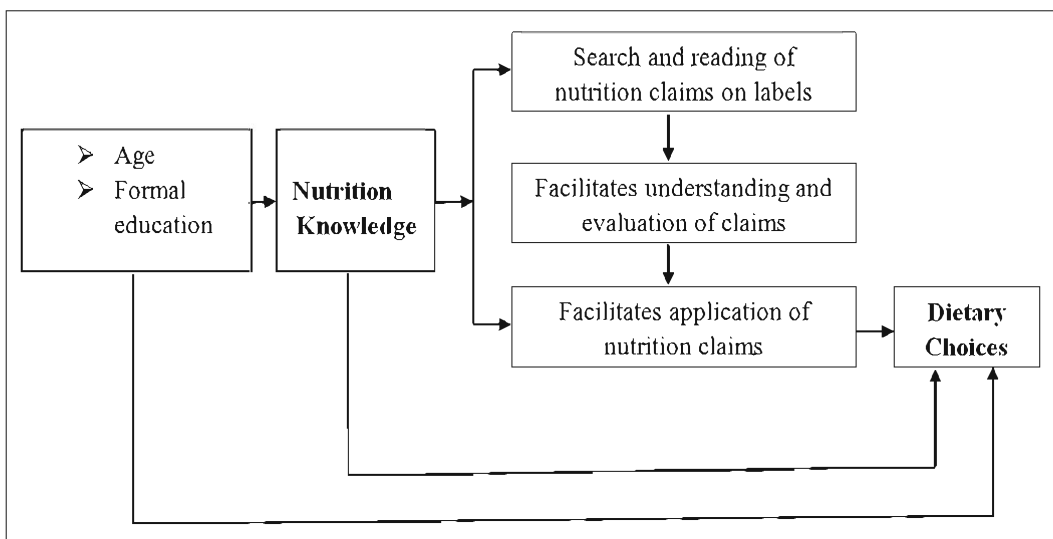 Search and reading of
nutrition claims on labels
➤ Age
➤ Formal
education
Nutrition
Knowledge
Facilitates understanding and
evaluation of claims
Facilitates application of
nutrition claims
Dietary
Choices